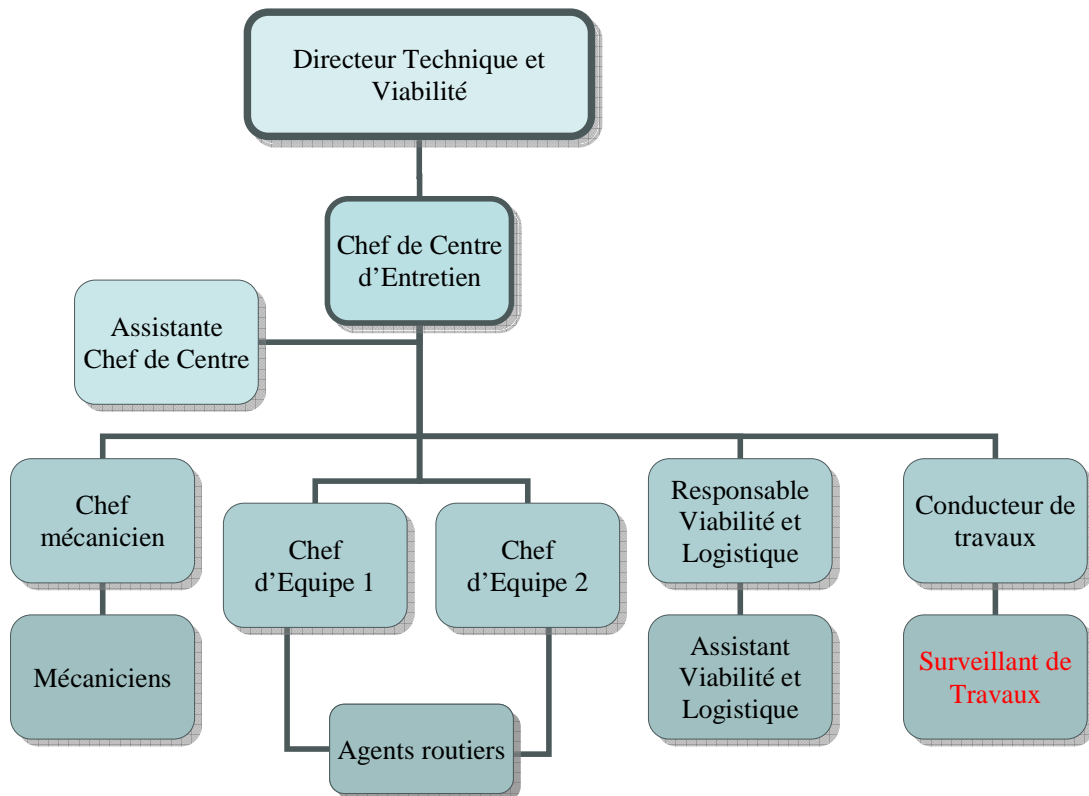 Directeur Technique et
Viabilité
Chef de Centre
d’Entretien
Assistante
Chef de Centre
Chef
mécanicien
Chef
d’Equipe 1
Chef
d’Equipe 2
Responsable
Viabilité et
Logistique
Conducteur de
travaux
Mécaniciens
Agents routiers
Assistant
Viabilité et
Logistique
Surveillant de
Travaux